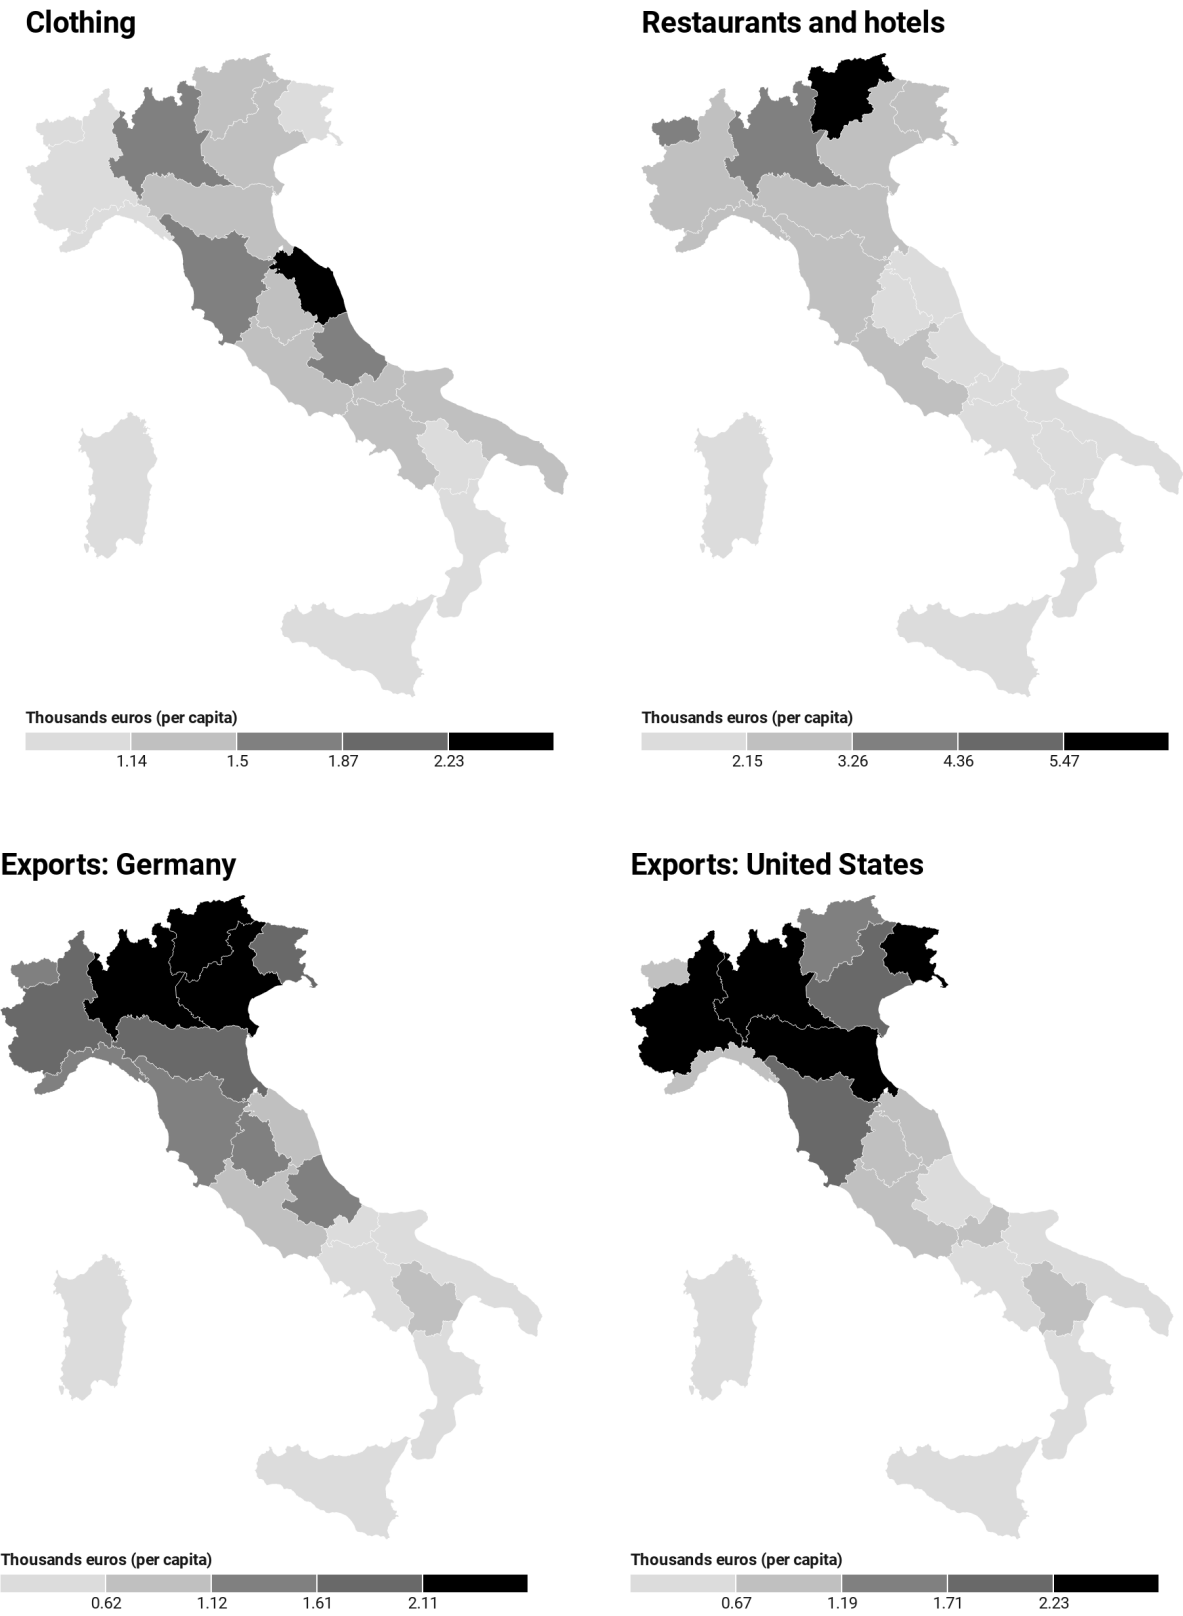 Clothing
Restaurants and hotels
Thousands euros (per capita)
1.14 1.5 1.87 2.23
Thousands euros (per capita)
2.15 3.26 4.36 5.47
Exports: Germany
Exports: United States
Thousands euros (per capita)
0.62 1.12 1.61 2.11
Thousands euros (per capita)
0.67 1.19 1.71 2.23